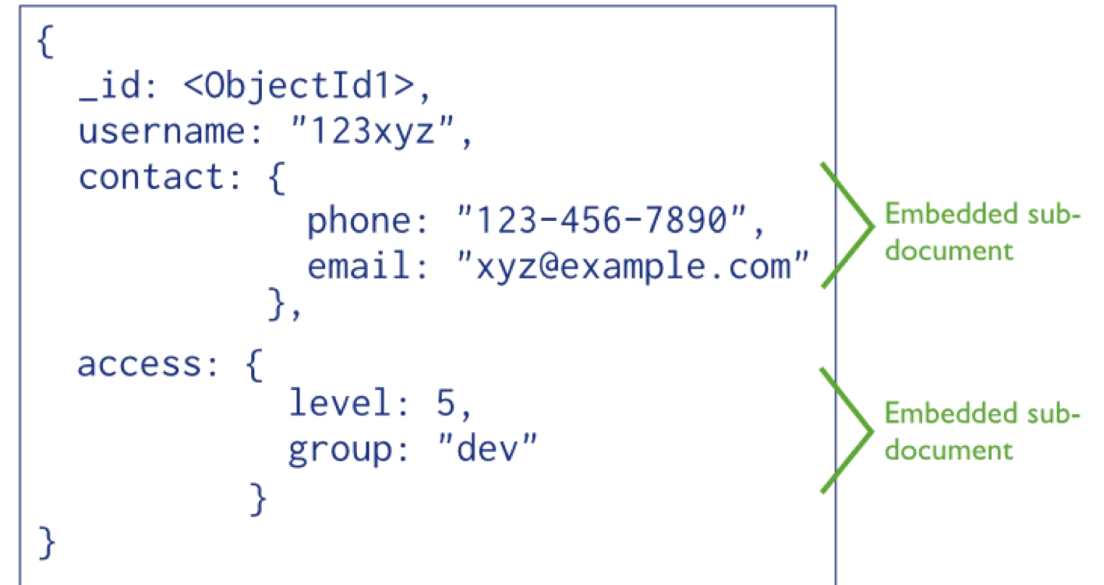 {
_id: <ObjectId1>,
username: "123xyz",
contact: {
phone: "123-456-7890",
email: "xyz@example.com"
},
access: {
level: 5,
group: "dev"
}
}
Embedded sub-
document
Embedded sub-
document